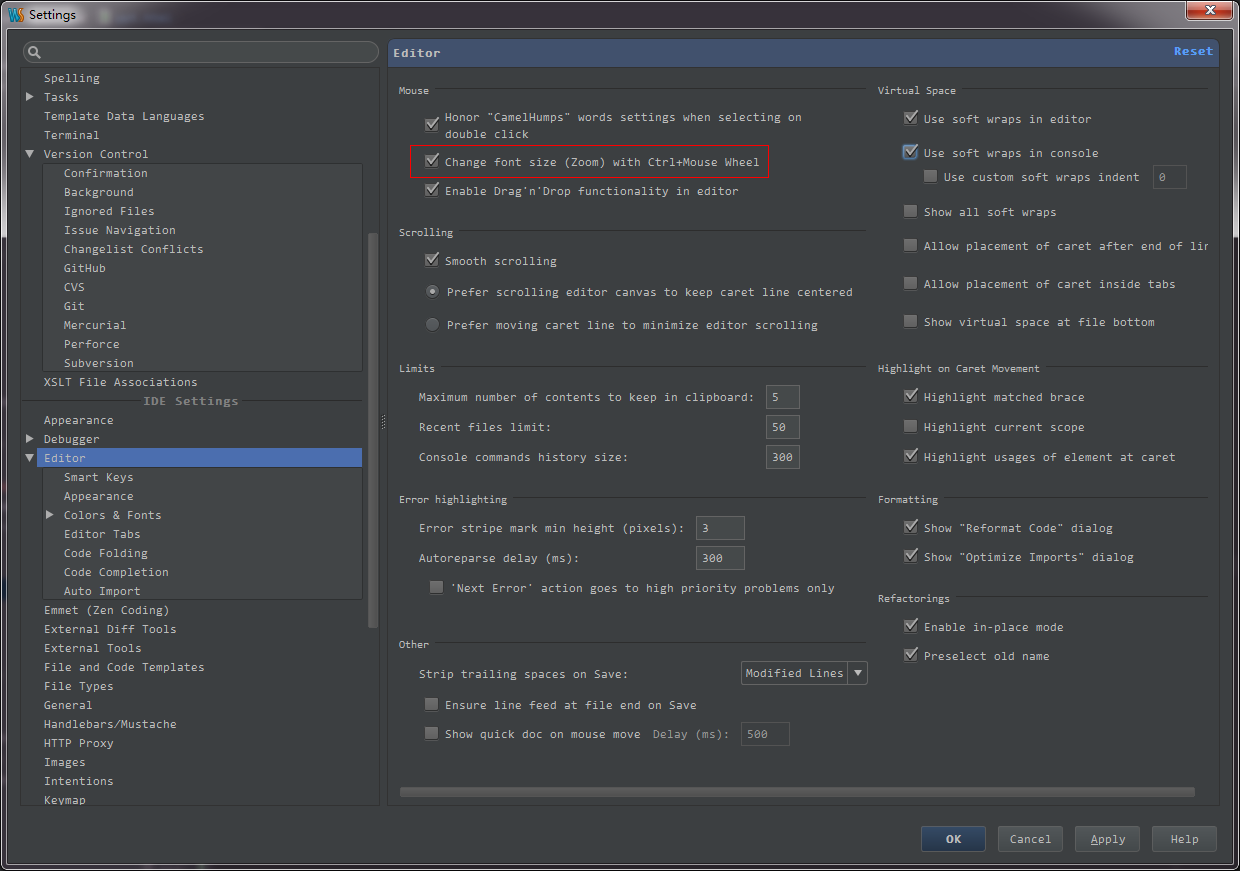 WS Settings
Spelling
Tasks
Template Data Languages
Terminal
Version Control
Confirmation
Background
Ignored Files
Issue Navigation
Changelist Conflicts
GitHub
CVS
Git
Mercurial
Perforce
Subversion
XSLT File Associations
IDE Settings
Appearance
Debugger
Editor
Smart Keys
Appearance
Colors & Fonts
Editor Tabs
Code Folding
Code Completion
Auto Import
Emmet (Zen Coding)
External Diff Tools
External Tools
File and Code Templates
File Types
General
Handlebars/Mustache
HTTP Proxy
Images
Intentions
Keymap
Editor
Reset
Mouse
Honor "CamelHumps" words settings when selecting on
double click
Change font size (Zoom) with Ctrl+Mouse Wheel
Enable Drag'n'Drop functionality in editor
Scrolling
Smooth scrolling
Prefer scrolling editor canvas to keep caret line centered
Prefer moving caret line to minimize editor scrolling
Limits
Maximum number of contents to keep in clipboard: 5
Recent files limit: 50
Console commands history size: 300
Error highlighting
Error stripe mark min height (pixels): 3
Autoreparse delay (ms): 300
'Next Error' action goes to high priority problems only
Other
Strip trailing spaces on Save: Modified Lines
Ensure line feed at file end on Save
Show quick doc on mouse move Delay (ms): 500
Virtual Space
Use soft wraps in editor
Use soft wraps in console
Use custom soft wraps indent 0
Show all soft wraps
Allow placement of caret after end of lin
Allow placement of caret inside tabs
Show virtual space at file bottom
Highlight on Caret Movement
Highlight matched brace
Highlight current scope
Highlight usages of element at caret
Formatting
Show "Reformat Code" dialog
Show "Optimize Imports" dialog
Refactorings
Enable in-place mode
Preselect old name
OK
Cancel
Apply
Help